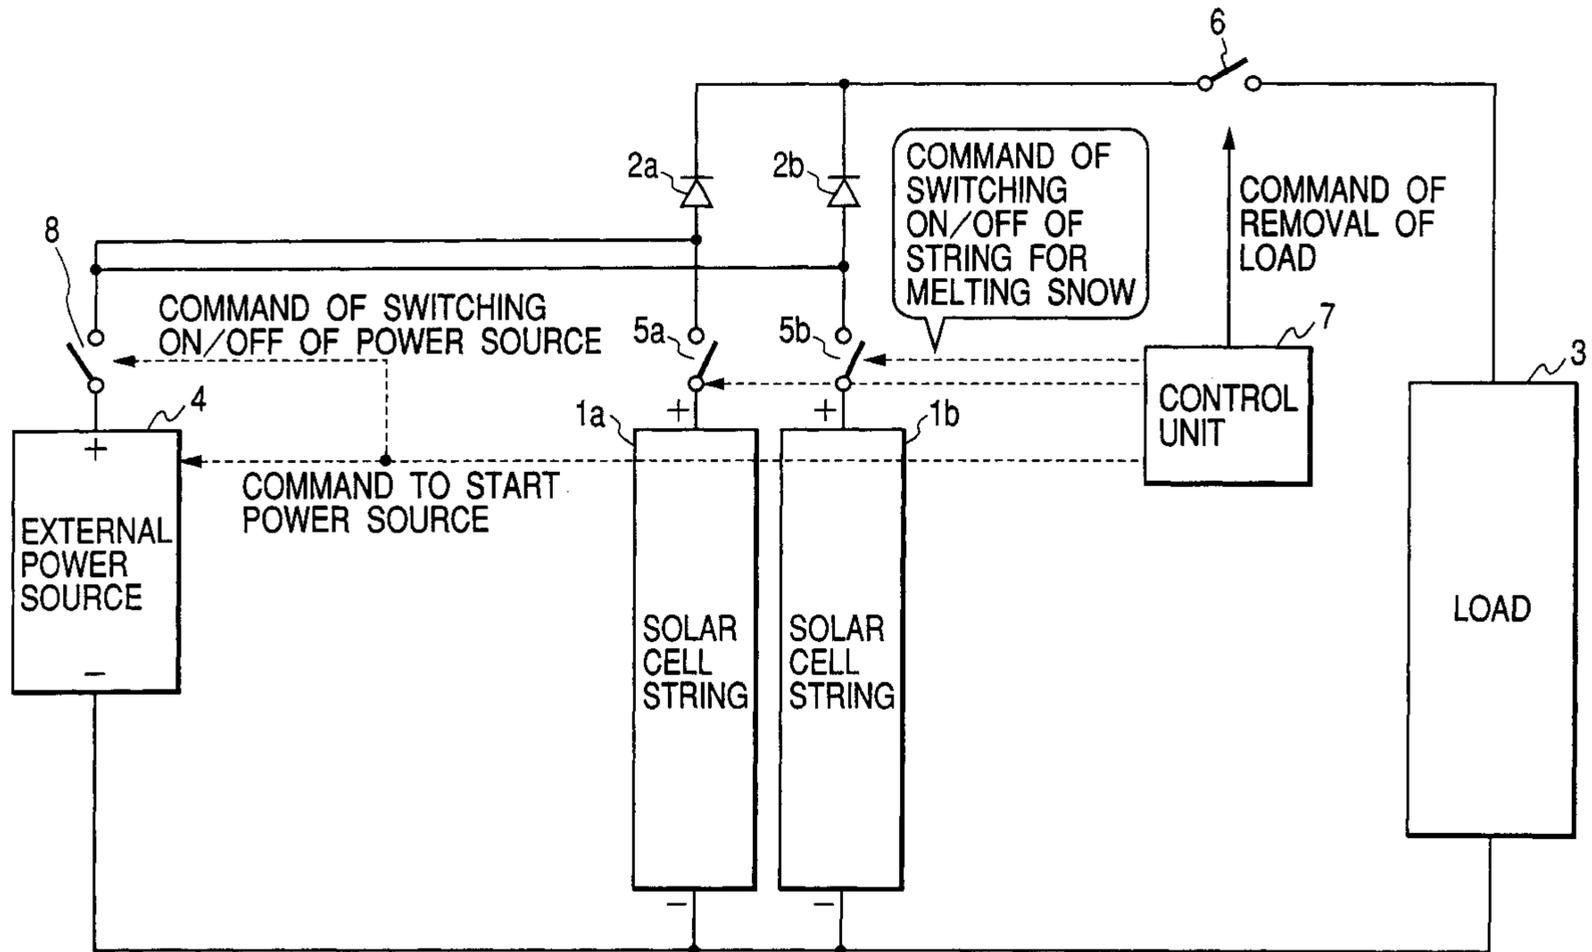 6
2a
2b
COMMAND OF
SWITCHING
ON/OFF OF
STRING FOR
MELTING SNOW
COMMAND OF
REMOVAL OF
LOAD
8
COMMAND OF SWITCHING
ON/OFF OF POWER SOURCE
5a
5b
7
3
4
1a
+
+
1b
CONTROL
UNIT
+
COMMAND TO START
POWER SOURCE
EXTERNAL
POWER
SOURCE
−
SOLAR
CELL
STRING
SOLAR
CELL
STRING
LOAD
−
−